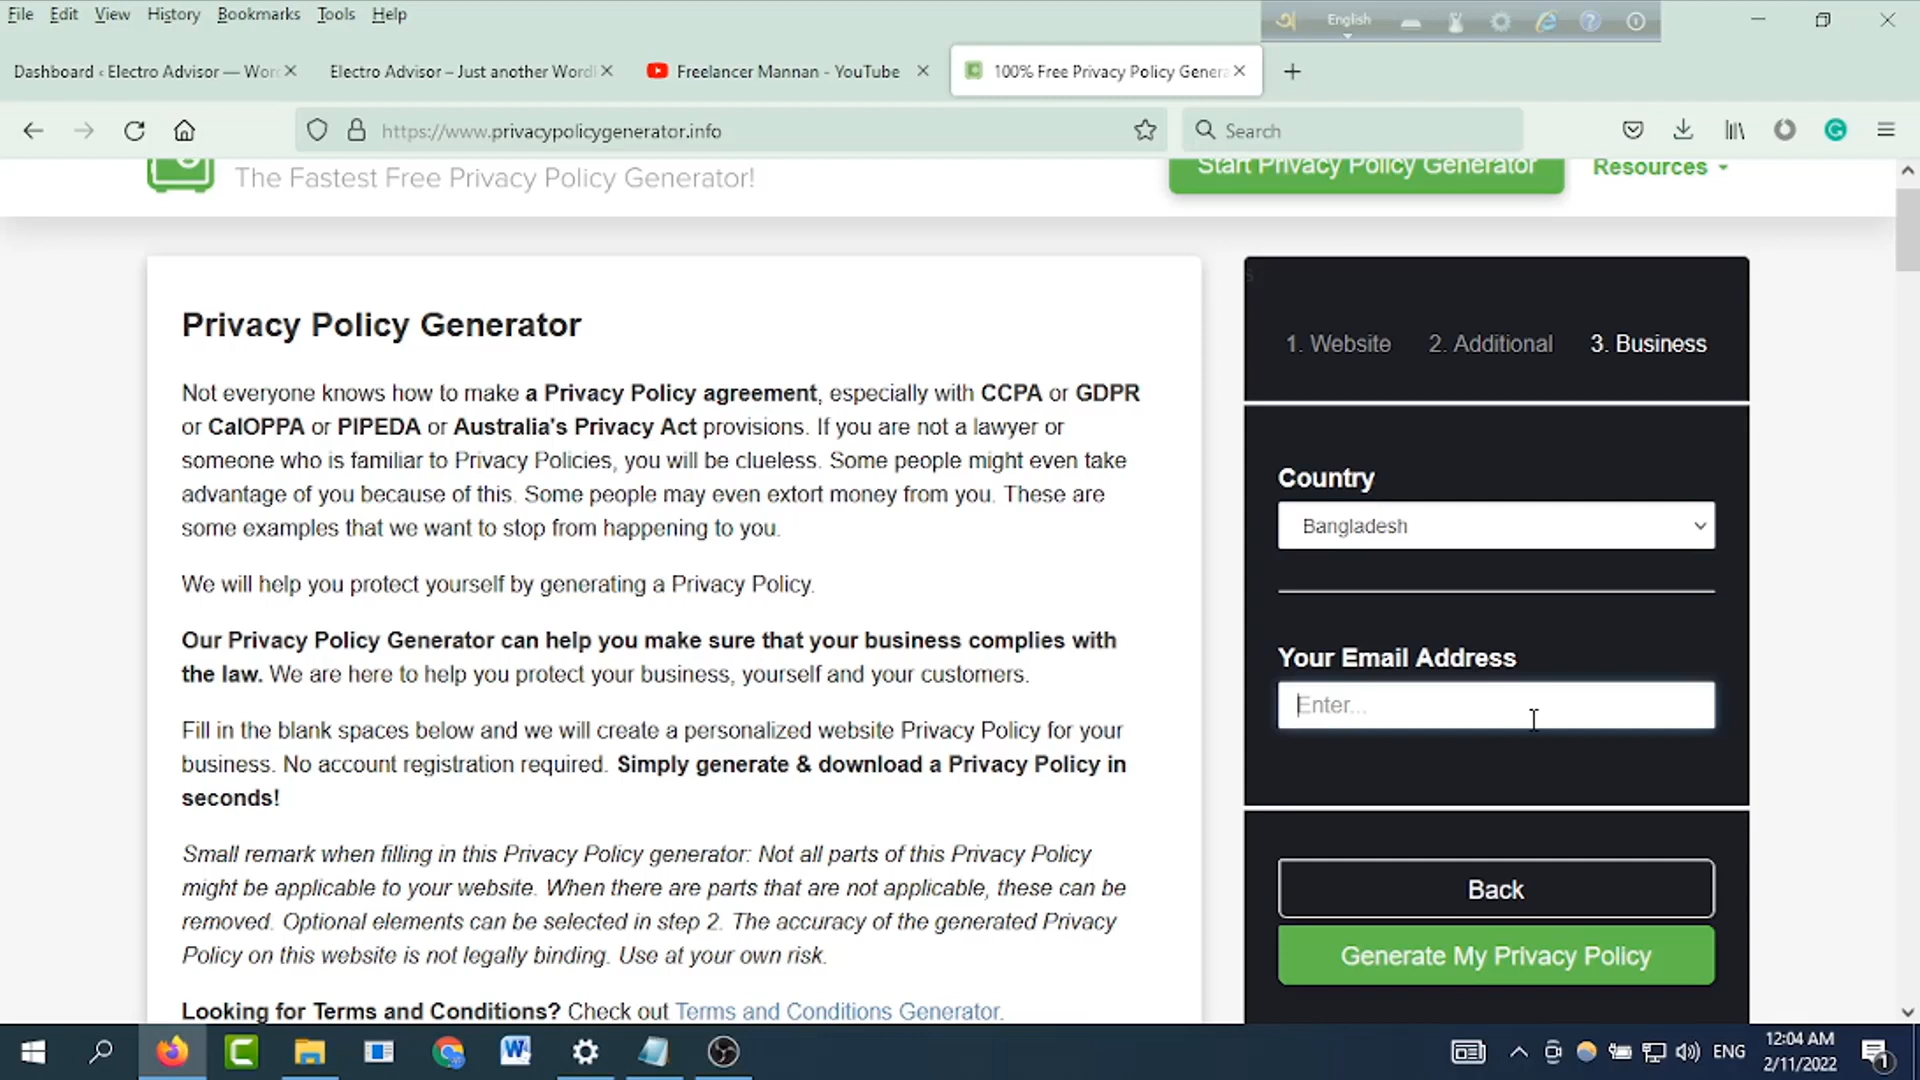 File Edit View History Bookmarks Tools Help
English
Dashboard ‹ Electro Advisor — Wor
Electro Advisor – Just another Word
Freelancer Mannan - YouTube
100% Free Privacy Policy Genera
https://www.privacypolicygenerator.info
Search
The Fastest Free Privacy Policy Generator!
Start Privacy Policy Generator
Resources
Privacy Policy Generator
Not everyone knows how to make a Privacy Policy agreement, especially with CCPA or GDPR
or CalOPPA or PIPEDA or Australia's Privacy Act provisions. If you are not a lawyer or
someone who is familiar to Privacy Policies, you will be clueless. Some people might even take
advantage of you because of this. Some people may even extort money from you. These are
some examples that we want to stop from happening to you.
We will help you protect yourself by generating a Privacy Policy.
Our Privacy Policy Generator can help you make sure that your business complies with
the law. We are here to help you protect your business, yourself and your customers.
Fill in the blank spaces below and we will create a personalized website Privacy Policy for your
business. No account registration required. Simply generate & download a Privacy Policy in
seconds!
Small remark when filling in this Privacy Policy generator: Not all parts of this Privacy Policy
might be applicable to your website. When there are parts that are not applicable, these can be
removed. Optional elements can be selected in step 2. The accuracy of the generated Privacy
Policy on this website is not legally binding. Use at your own risk.
Looking for Terms and Conditions? Check out Terms and Conditions Generator.
s
1. Website 2. Additional 3. Business
Country
Bangladesh
Your Email Address
Enter...
Back
Generate My Privacy Policy
ENG
12:04 AM
2/11/2022
1